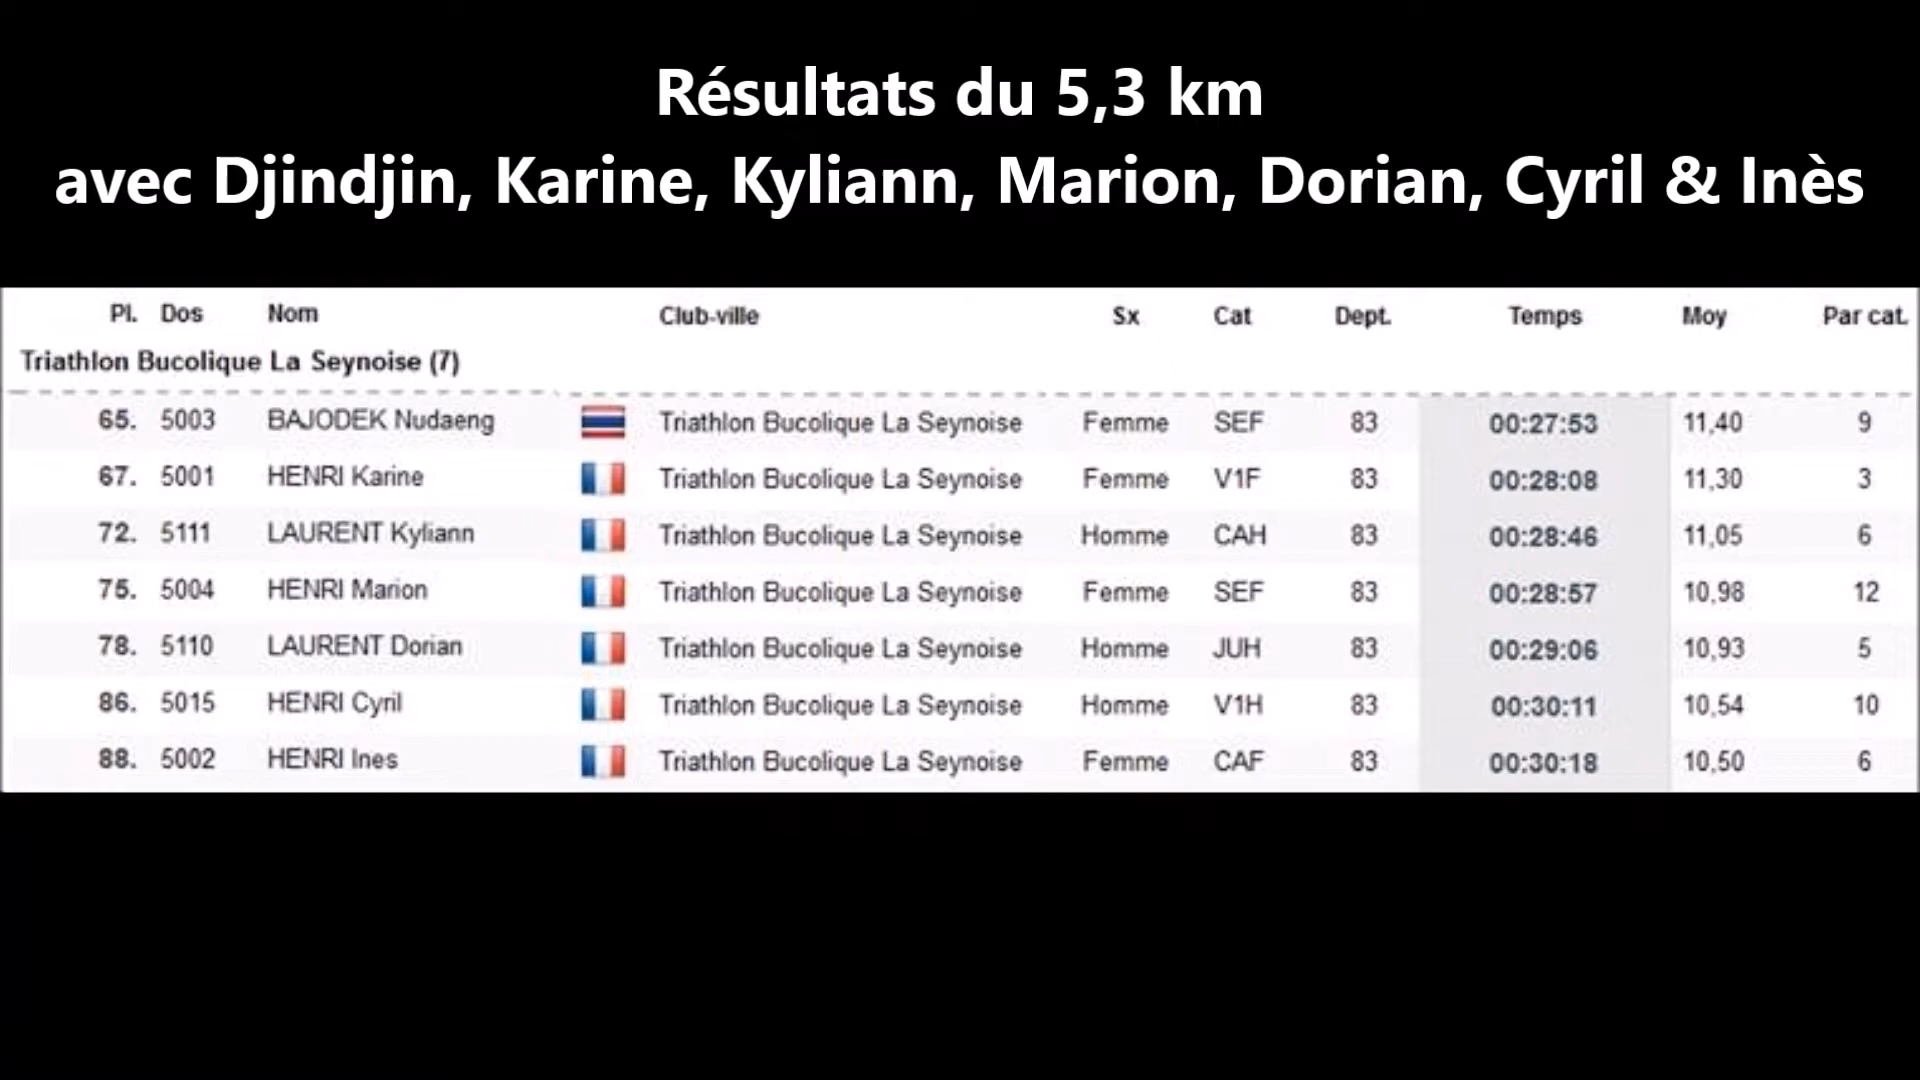 Résultats du 5,3 km
avec Djindjin, Karine, Kyliann, Marion, Dorian, Cyril & Inès
Pl. Dos Nom Club-ville Sx Cat Dept. Temps Moy Par cat.
Triathlon Bucolique La Seynoise (7)
65. 5003 BAJODEK Nudaeng Triathlon Bucolique La Seynoise Femme SEF 83 00:27:53 11,40 9
67. 5001 HENRI Karine Triathlon Bucolique La Seynoise Femme V1F 83 00:28:08 11,30 3
72. 5111 LAURENT Kyliann Triathlon Bucolique La Seynoise Homme CAH 83 00:28:46 11,05 6
75. 5004 HENRI Marion Triathlon Bucolique La Seynoise Femme SEF 83 00:28:57 10,98 12
78. 5110 LAURENT Dorian Triathlon Bucolique La Seynoise Homme JUH 83 00:29:06 10,93 5
86. 5015 HENRI Cyril Triathlon Bucolique La Seynoise Homme V1H 83 00:30:11 10,54 10
88. 5002 HENRI Ines Triathlon Bucolique La Seynoise Femme CAF 83 00:30:18 10,50 6